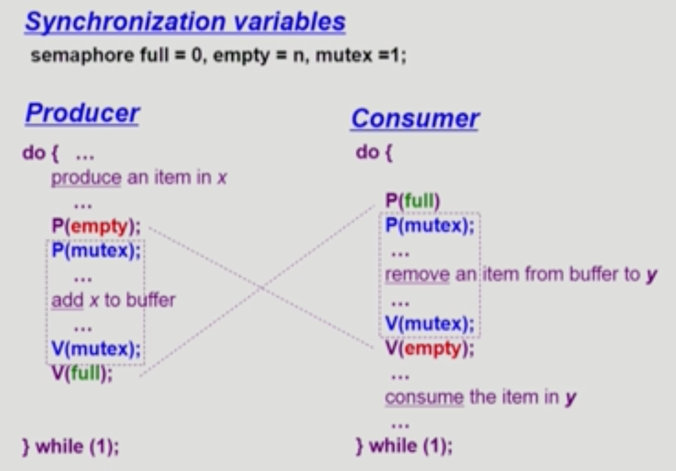 Synchronization variables
semaphore full = 0, empty = n, mutex =1;
Producer
do { ...
produce an item in x
...
P(empty);
P(mutex);
...
add x to buffer
...
V(mutex);
V(full);
} while (1);
Consumer
do {
P(full)
P(mutex);
...
remove an item from buffer to y
...
V(mutex);
V(empty);
...
consume the item in y
...
} while (1);